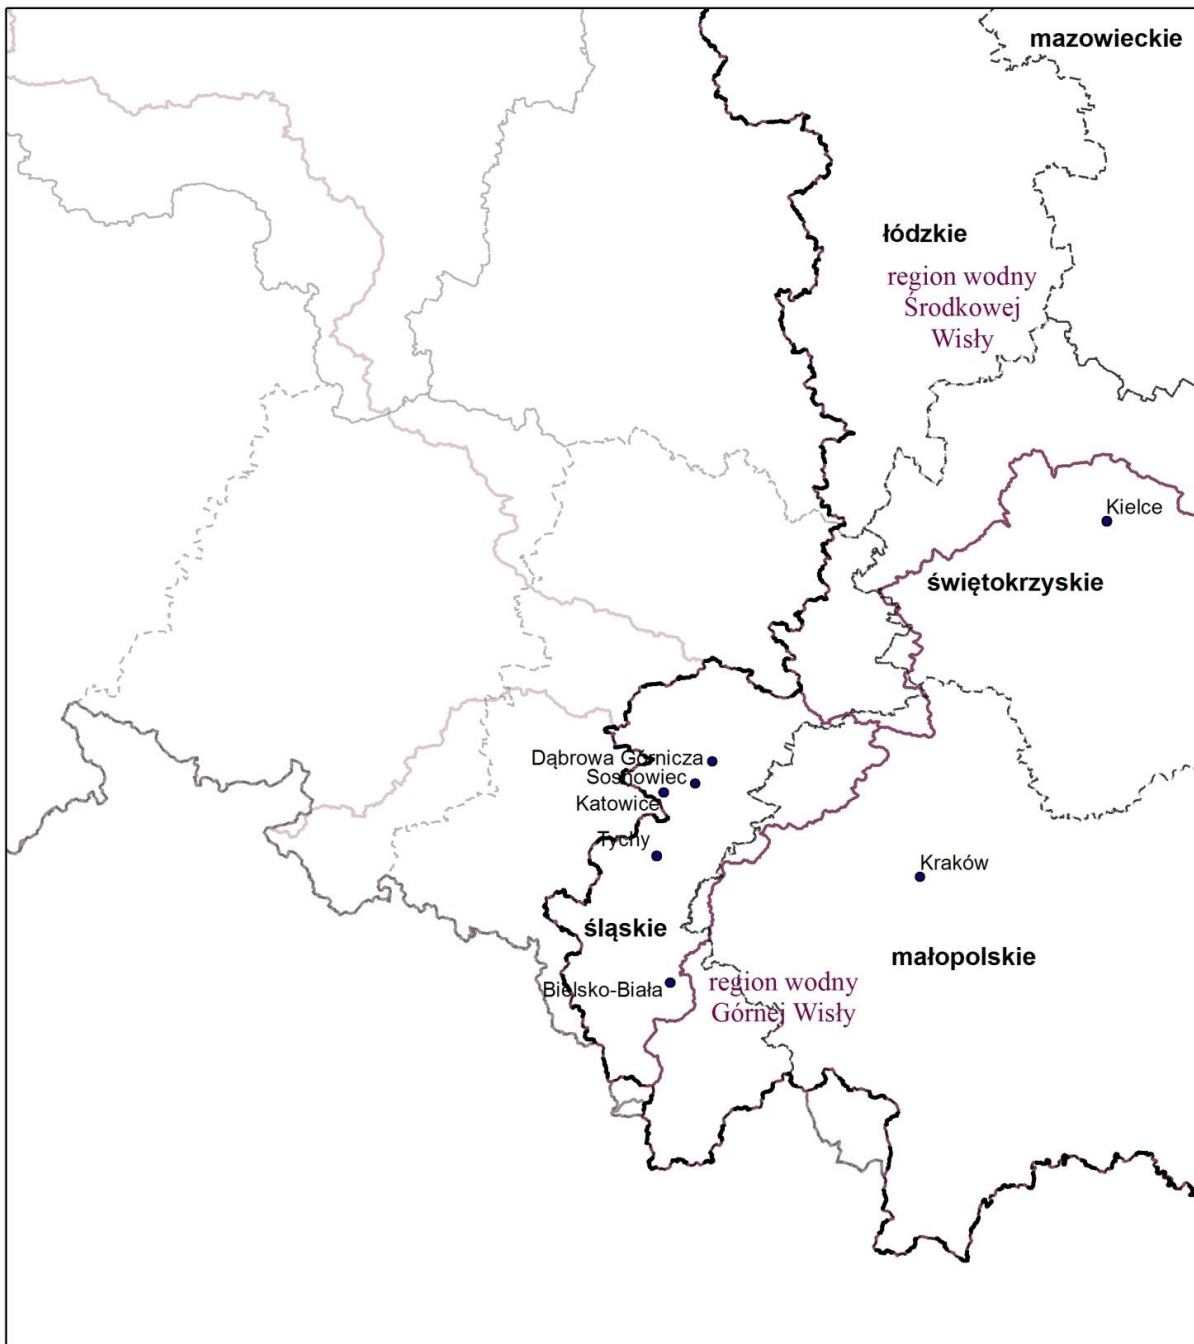 mazowieckie
łódzkie
region wodny
Środkowej
Wisły
Kielce
świętokrzyskie
Dąbrowa Górnicza
Sosnowiec
Katowice
Tychy
Kraków
śląskie
małopolskie
Bielsko-Biała
region wodny
Górnej Wisły